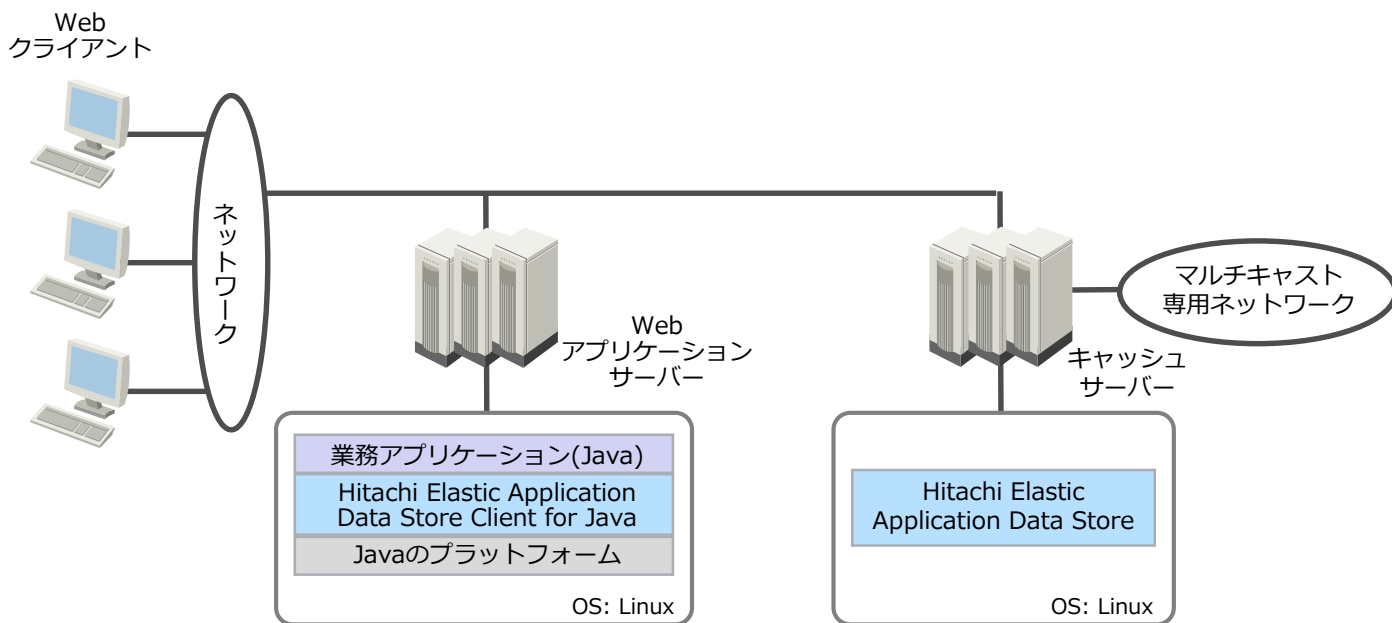 Web
クライアント
ネットワーク
Web
アプリケーション
サーバー
キャッシュ
サーバー
マルチキャスト
専用ネットワーク
業務アプリケーション(Java)
Hitachi Elastic Application
Data Store Client for Java
Javaのプラットフォーム
OS: Linux
Hitachi Elastic
Application Data Store
OS: Linux